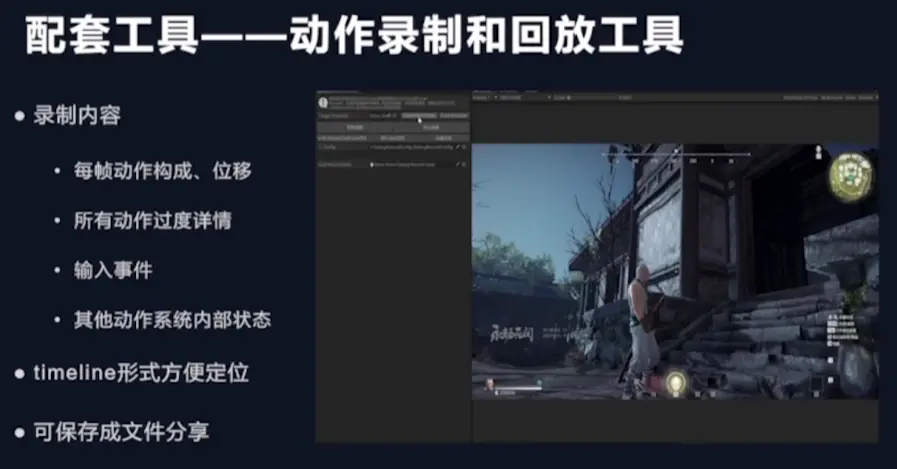 配套工具——动作录制和回放工具
● 录制内容
• 每帧动作构成、位移
• 所有动作过度详情
• 输入事件
• 其他动作系统内部状态
● timeline形式方便定位
● 可保存成文件分享